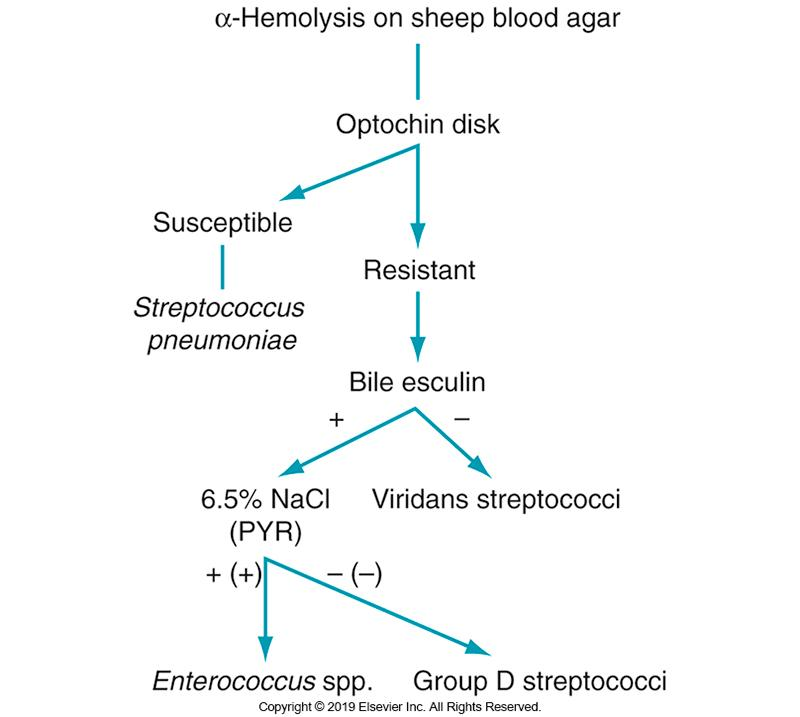 α-Hemolysis on sheep blood agar
Optochin disk
Susceptible
Resistant
Streptococcus
pneumoniae
Bile esculin
+ –
6.5% NaCl
(PYR)
Viridans streptococci
+ (+) – (–)
Enterococcus spp.
Group D streptococci
Copyright © 2019 Elsevier Inc. All Rights Reserved.